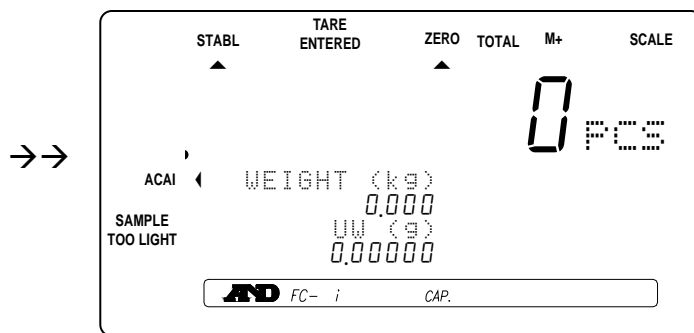 STABL TARE ENTERED ZERO TOTAL M+ SCALE
0 PCS
ACAI WEIGHT (kg)
0.000
SAMPLE TOO LIGHT
UW (g)
0.00000
AND FC- i CAP.